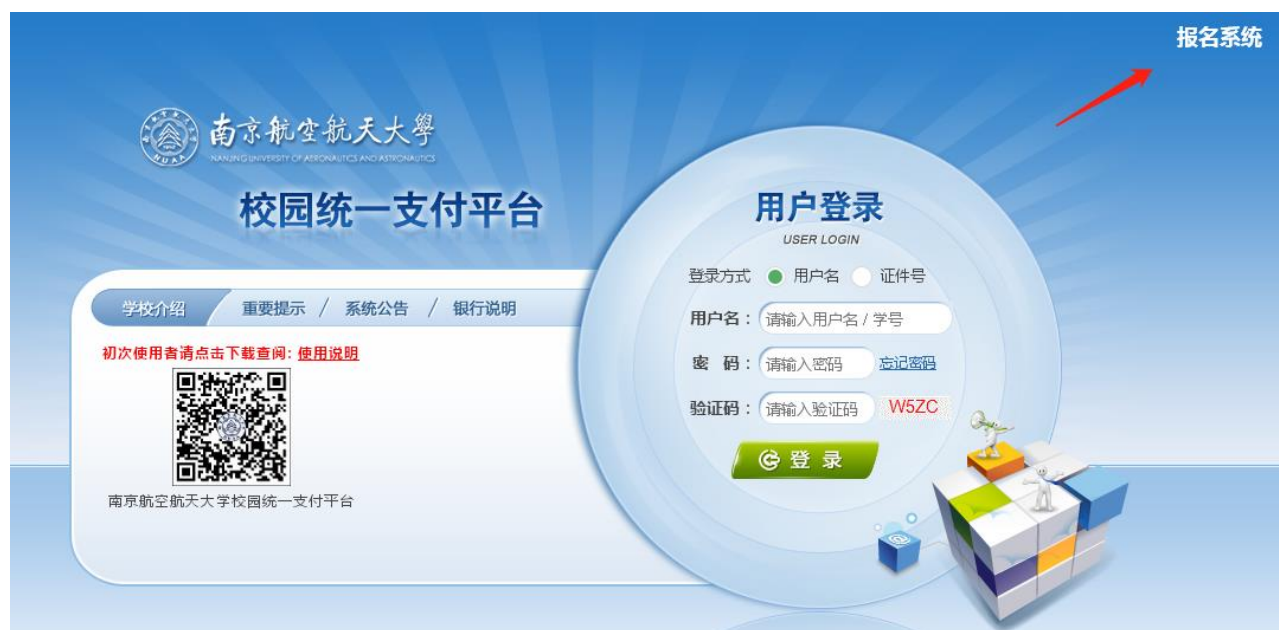 报名系统
南京航空航天大學
NANJING UNIVERSITY OF AERONAUTICS AND ASTRONAUTICS
NUAA
校园统一支付平台
学校介绍 重要提示 / 系统公告 / 银行说明
初次使用者请点击下载查阅: 使用说明
南京航空航天大学校园统一支付平台
用户登录
USER LOGIN
登录方式 用户名 证件号
用户名： 请输入用户名 / 学号
密 码： 请输入密码 忘记密码
验证码： 请输入验证码 W5ZC
登 录
@